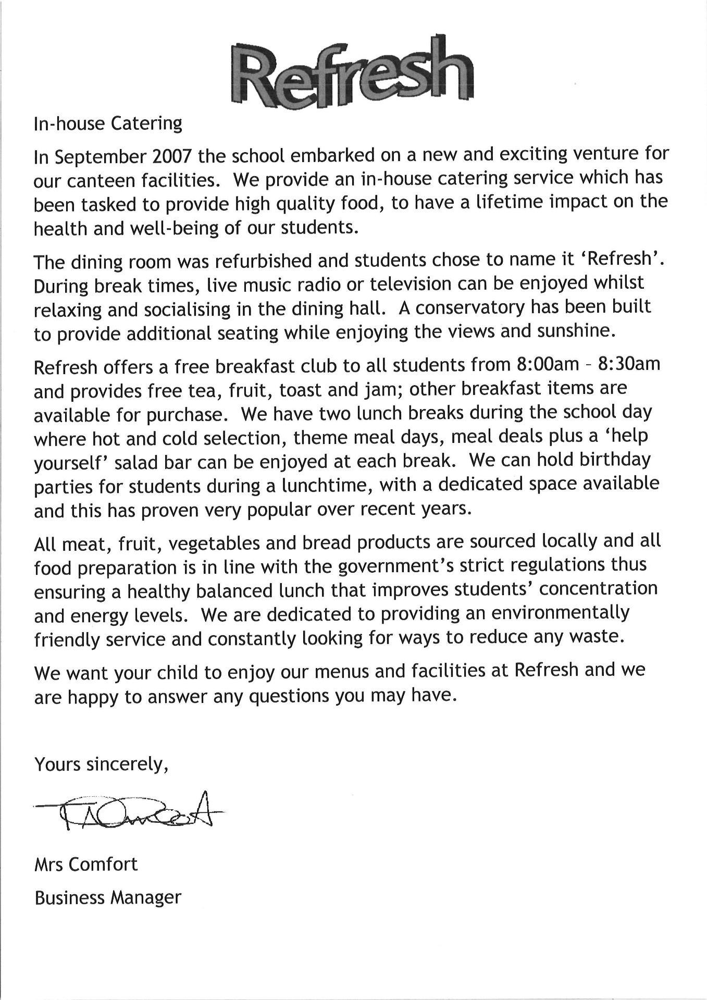 Refresh
In-house Catering
In September 2007 the school embarked on a new and exciting venture for
our canteen facilities.  We provide an in-house catering service which has
been tasked to provide high quality food, to have a lifetime impact on the
health and well-being of our students.
The dining room was refurbished and students chose to name it ‘Refresh’.
During break times, live music radio or television can be enjoyed whilst
relaxing and socialising in the dining hall.  A conservatory has been built
to provide additional seating while enjoying the views and sunshine.
Refresh offers a free breakfast club to all students from 8:00am - 8:30am
and provides free tea, fruit, toast and jam; other breakfast items are
available for purchase.  We have two lunch breaks during the school day
where hot and cold selection, theme meal days, meal deals plus a ‘help
yourself’ salad bar can be enjoyed at each break.  We can hold birthday
parties for students during a lunchtime, with a dedicated space available
and this has proven very popular over recent years.
All meat, fruit, vegetables and bread products are sourced locally and all
food preparation is in line with the government’s strict regulations thus
ensuring a healthy balanced lunch that improves students’ concentration
and energy levels.  We are dedicated to providing an environmentally
friendly service and constantly looking for ways to reduce any waste.
We want your child to enjoy our menus and facilities at Refresh and we
are happy to answer any questions you may have.
Yours sincerely,
Mrs Comfort
Business Manager